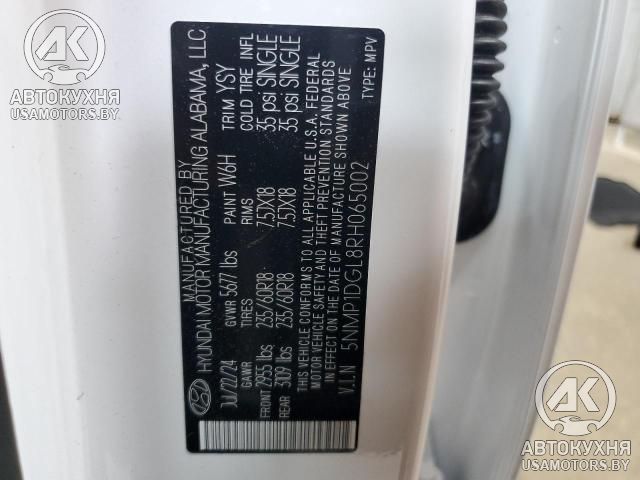 MANUFACTURED BY
HYUNDAI MOTOR MANUFACTURING ALABAMA, LLC
GVWR 5677 lbs PAINT W6H TRIM YSY
GAWR TIRES RIMS COLD TIRE INFL
FRONT 2955 lbs 235/60R18 7.5JX18 35 psi SINGLE
REAR 3109 lbs 235/60R18 7.5JX18 35 psi SINGLE
THIS VEHICLE CONFORMS TO ALL APPLICABLE U.S.A. FEDERAL
MOTOR VEHICLE SAFETY AND THEFT PREVENTION STANDARDS
IN EFFECT ON THE DATE OF MANUFACTURE SHOWN ABOVE.
V.I.N 5NMP1DGL8RH065002 TYPE: MPV
АК
АВТОКУХНЯ
USAMOTORS.BY
АК
АВТОКУХНЯ
USAMOTORS.BY